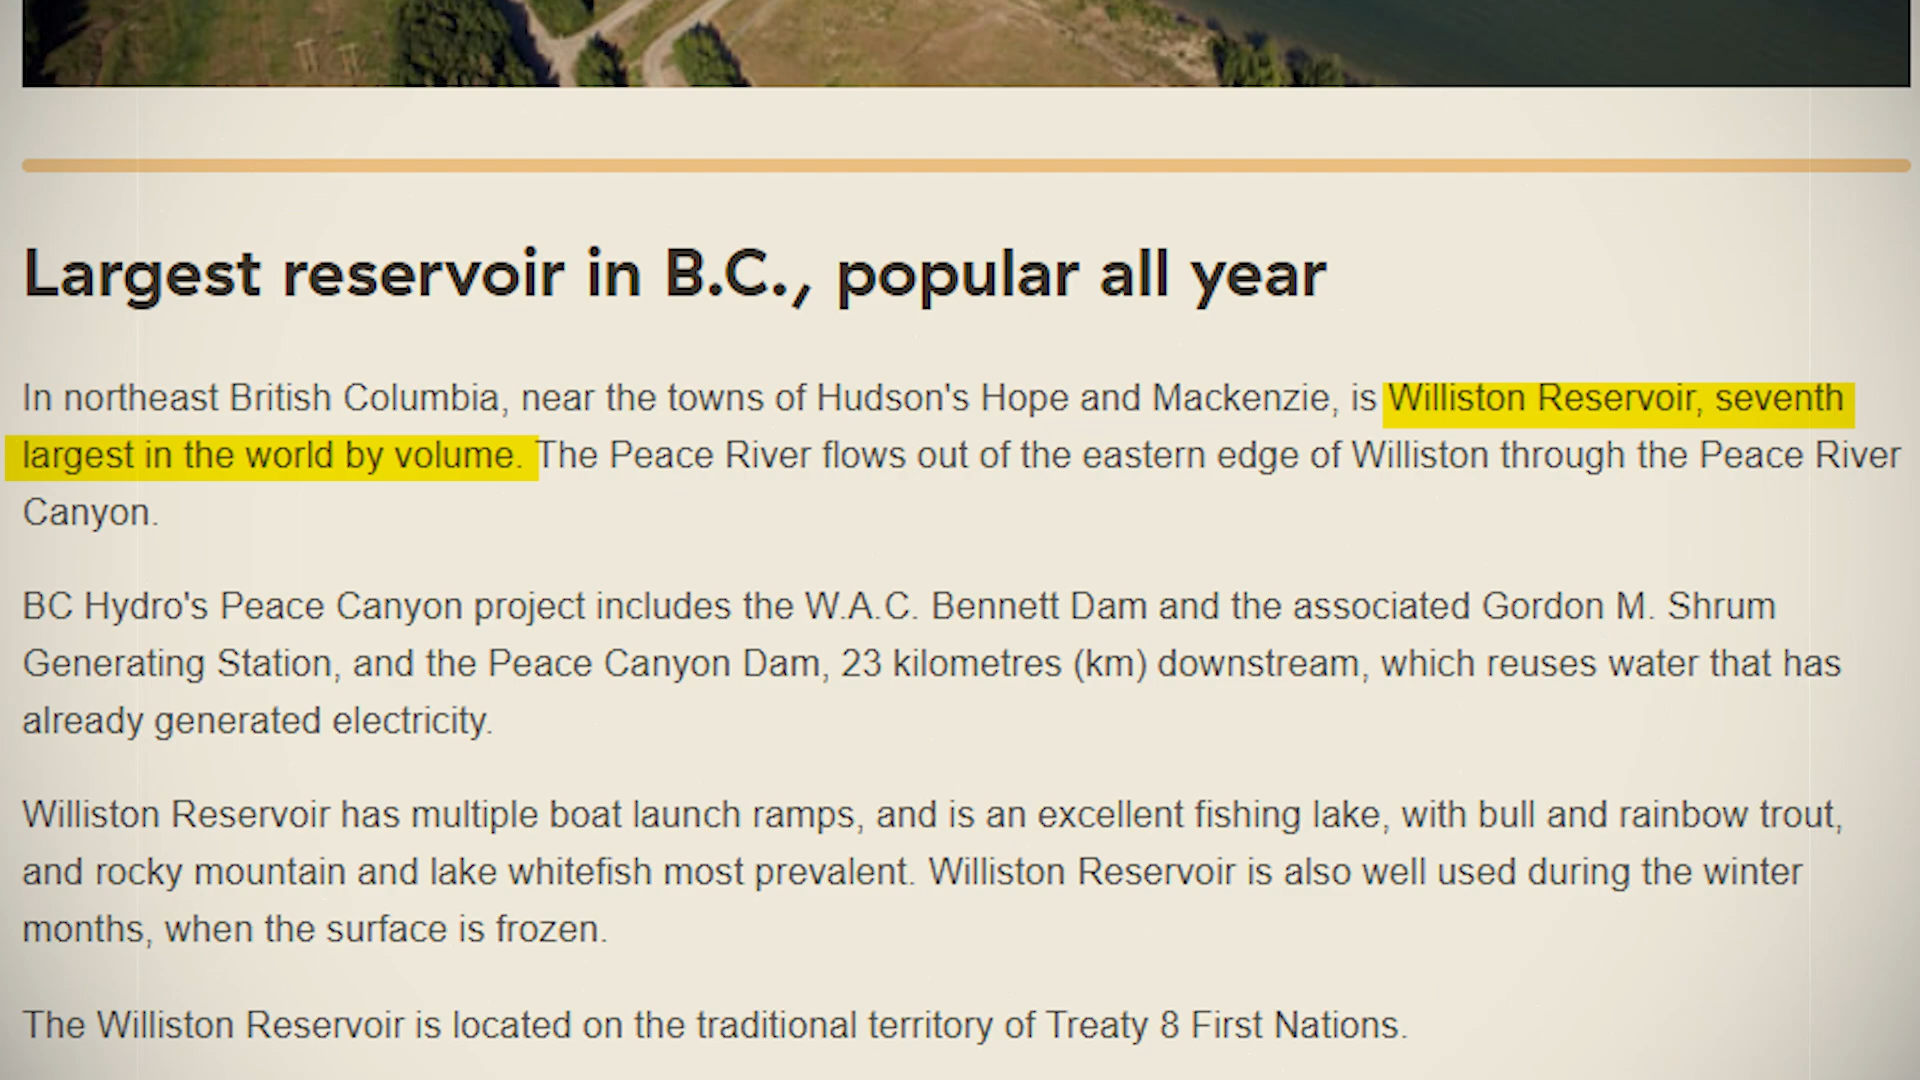 Largest reservoir in B.C., popular all year
In northeast British Columbia, near the towns of Hudson's Hope and Mackenzie, is Williston Reservoir, seventh
largest in the world by volume. The Peace River flows out of the eastern edge of Williston through the Peace River
Canyon.
BC Hydro's Peace Canyon project includes the W.A.C. Bennett Dam and the associated Gordon M. Shrum
Generating Station, and the Peace Canyon Dam, 23 kilometres (km) downstream, which reuses water that has
already generated electricity.
Williston Reservoir has multiple boat launch ramps, and is an excellent fishing lake, with bull and rainbow trout,
and rocky mountain and lake whitefish most prevalent. Williston Reservoir is also well used during the winter
months, when the surface is frozen.
The Williston Reservoir is located on the traditional territory of Treaty 8 First Nations.